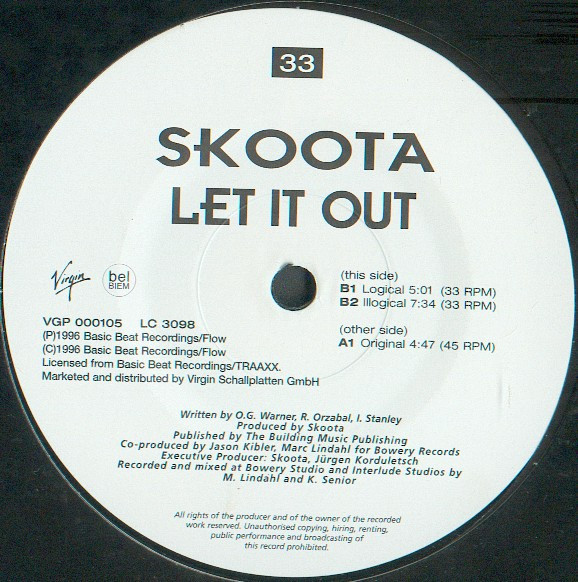 33
SKOOTA
LET IT OUT
Virgin
bel
BIEM
(this side)
B1 Logical 5:01 (33 RPM)
B2 Illogical 7:34 (33 RPM)
(other side)
A1 Original 4:47 (45 RPM)
VGP 000105 LC 3098
(P)1996 Basic Beat Recordings/Flow
(C)1996 Basic Beat Recordings/Flow
Licensed from Basic Beat Recordings/TRAAXX.
Marketed and distributed by Virgin Schallplatten GmbH
Written by O.G. Warner, R. Orzabal, I. Stanley
Produced by Skoota
Published by The Building Music Publishing
Co-produced by Jason Kibler, Marc Lindahl for Bowery Records
Executive Producer: Skoota, Jürgen Korduletsch
Recorded and mixed at Bowery Studio and Interlude Studios by
M. Lindahl and K. Senior
All rights of the producer and of the owner of the recorded
work reserved. Unauthorised copying, hiring, renting,
public performance and broadcasting of
this record prohibited.